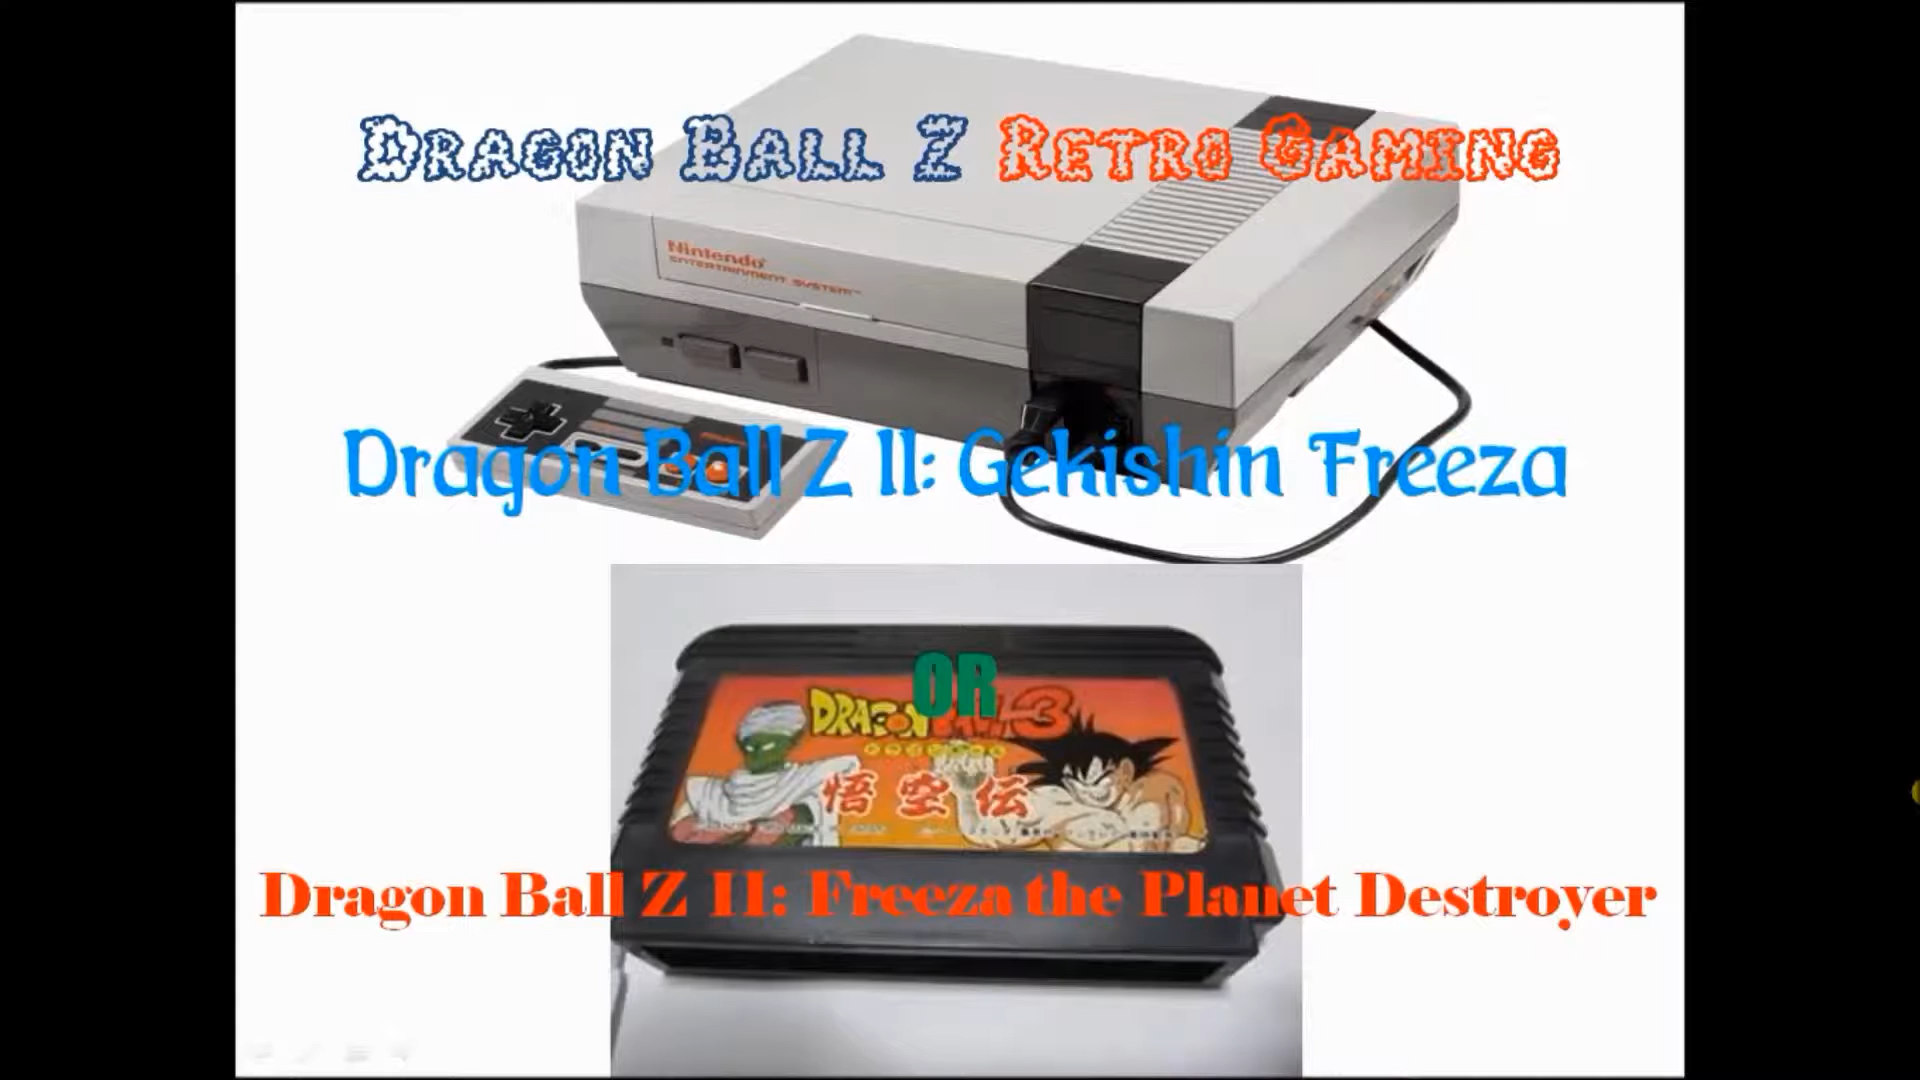 Dragon Ball Z Retro Gaming
Nintendo
ENTERTAINMENT SYSTEM™
Dragon Ball Z II: Gekishin Freeza
OR
DRAGON BALL 3
悟空伝
Dragon Ball Z II: Freeza the Planet Destroyer